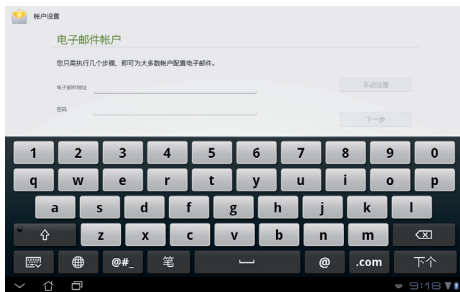 帐户设置
电子邮件帐户
您只需执行几个步骤，即可为大多数帐户配置电子邮件。
电子邮件地址
手动设置
密码
下一步
1 2 3 4 5 6 7 8 9 0
q w e r t y u i o p
a s d f g h j k l
z x c v b n m
@#_ 笔 @ .com 下个
9:18